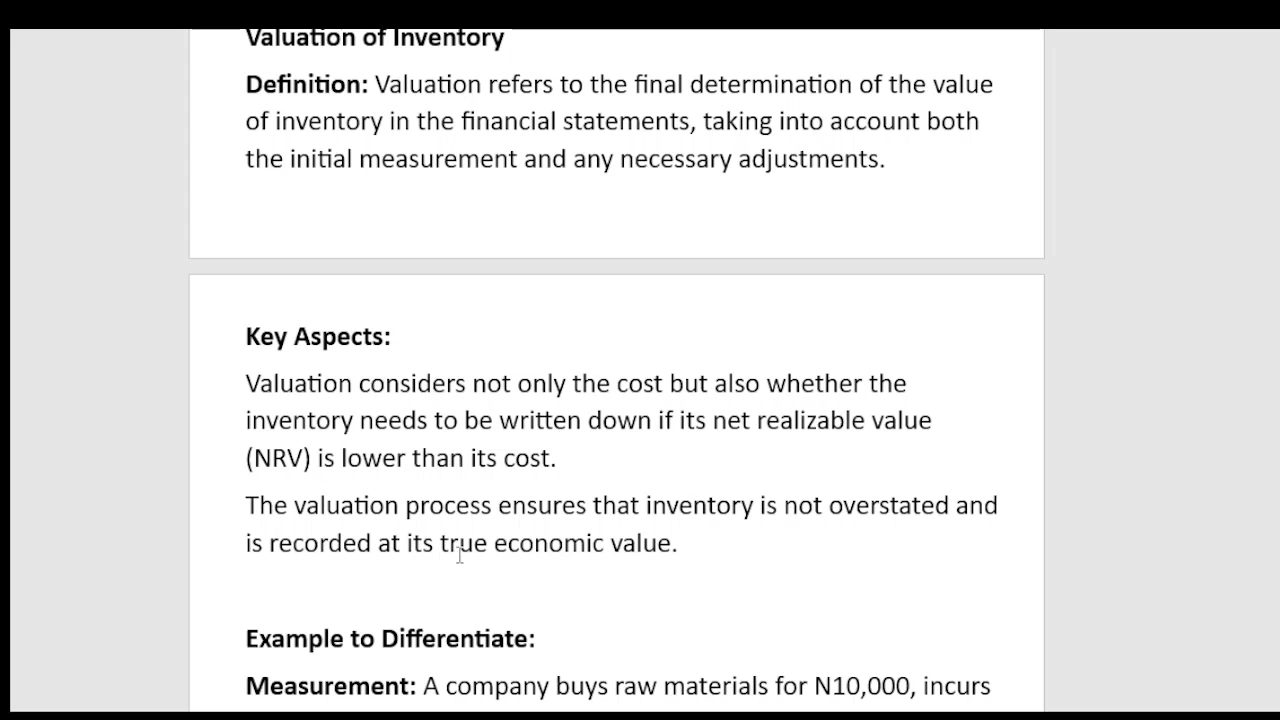 Valuation of Inventory
Definition: Valuation refers to the final determination of the value
of inventory in the financial statements, taking into account both
the initial measurement and any necessary adjustments.
Key Aspects:
Valuation considers not only the cost but also whether the
inventory needs to be written down if its net realizable value
(NRV) is lower than its cost.
The valuation process ensures that inventory is not overstated and
is recorded at its true economic value.
Example to Differentiate:
Measurement: A company buys raw materials for N10,000, incurs